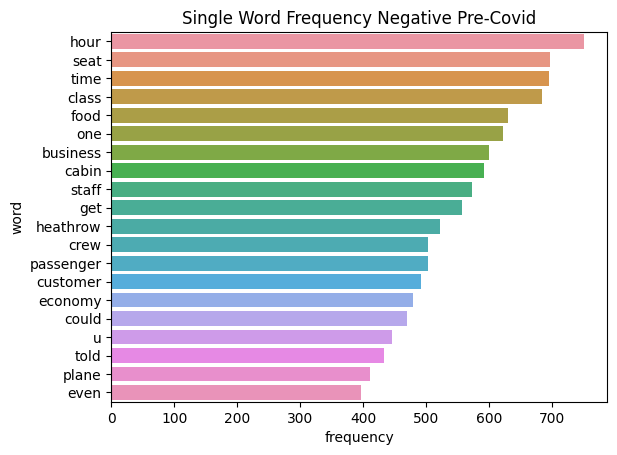 Single Word Frequency Negative Pre-Covid
hour
seat
time
class
food
one
business
cabin
staff
get
heathrow
crew
passenger
customer
economy
could
u
told
plane
even
word
0 100 200 300 400 500 600 700
frequency